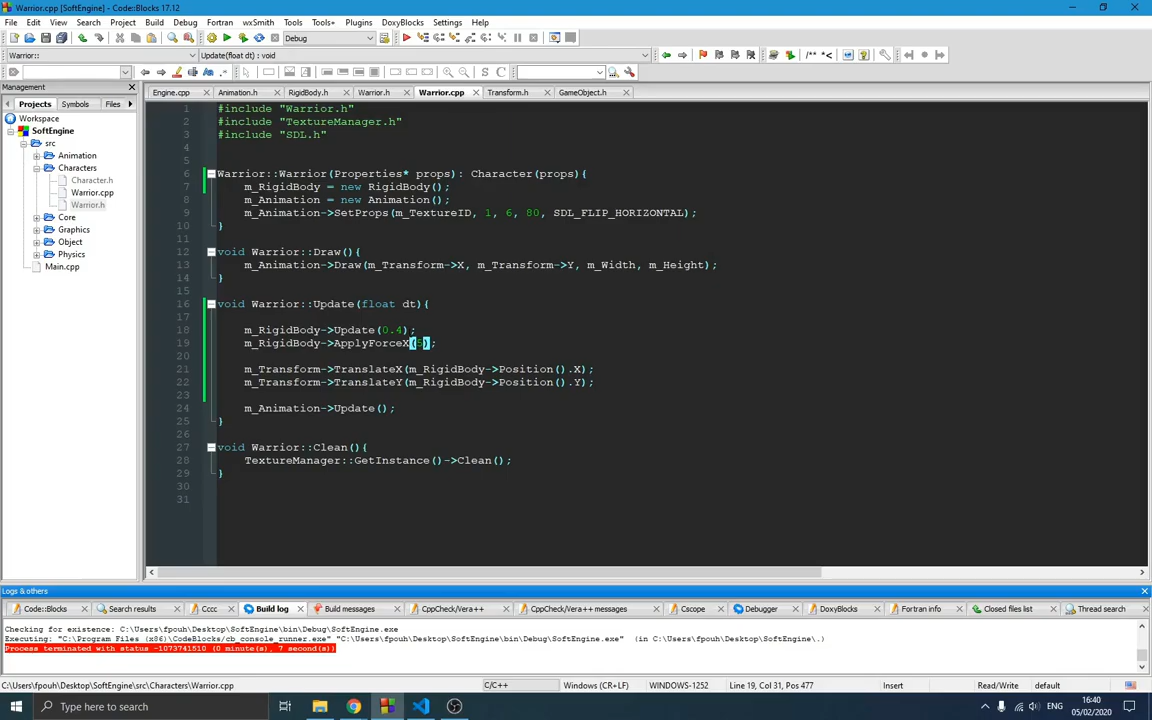 Warrior.cpp [SoftEngine] - Code::Blocks 17.12
File Edit View Search Project Build Debug Fortran wxSmith Tools Tools+ Plugins DoxyBlocks Settings Help
Debug
Warrior:: Update(float dt) : void
Management
Projects Symbols Files
Workspace
SoftEngine
src
Animation
Characters
Character.h
Warrior.cpp
Warrior.h
Core
Graphics
Object
Physics
Main.cpp
Engine.cpp Animation.h RigidBody.h Warrior.h Warrior.cpp Transform.h GameObject.h
1 #include "Warrior.h"
2 #include "TextureManager.h"
3 #include "SDL.h"
4
5
6 Warrior::Warrior(Properties* props): Character(props){
7 m_RigidBody = new RigidBody();
8 m_Animation = new Animation();
9 m_Animation->SetProps(m_TextureID, 1, 6, 80, SDL_FLIP_HORIZONTAL);
10 }
11
12 void Warrior::Draw(){
13 m_Animation->Draw(m_Transform->X, m_Transform->Y, m_Width, m_Height);
14 }
15
16 void Warrior::Update(float dt){
17
18 m_RigidBody->Update(0.4);
19 m_RigidBody->ApplyForceX(5);
20
21 m_Transform->TranslateX(m_RigidBody->Position().X);
22 m_Transform->TranslateY(m_RigidBody->Position().Y);
23
24 m_Animation->Update();
25 }
26
27 void Warrior::Clean(){
28 TextureManager::GetInstance()->Clean();
29 }
30
31
Logs & others
Code::Blocks Search results Cccc Build log Build messages CppCheck/Vera++ CppCheck/Vera++ messages Cscope Debugger DoxyBlocks Fortran info Closed files list Thread search
Checking for existence: C:\Users\fpouh\Desktop\SoftEngine\bin\Debug\SoftEngine.exe
Executing: "C:\Program Files (x86)\CodeBlocks/cb_console_runner.exe" "C:\Users\fpouh\Desktop\SoftEngine\bin\Debug\SoftEngine.exe" (in C:\Users\fpouh\Desktop\SoftEngine\.)
Process terminated with status -1073741510 (0 minute(s), 7 second(s))
C:\Users\fpouh\Desktop\SoftEngine\src\Characters\Warrior.cpp C/C++ Windows (CR+LF) WINDOWS-1252 Line 19, Col 31, Pos 477 Insert Read/Write default
Type here to search
ENG
16:40
05/02/2020